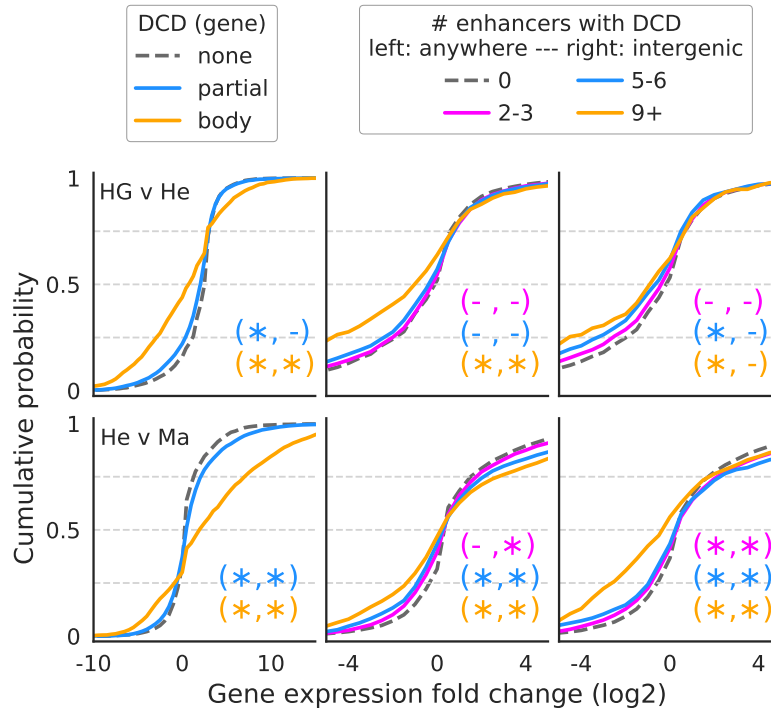 DCD (gene)
none
partial
body
# enhancers with DCD
left: anywhere --- right: intergenic
0
5-6
2-3
9+
Cumulative probability
1
0.5
0
HG v He
(∗, -)
(∗,∗)
(- , -)
(- , -)
(∗,∗)
(- , -)
(∗, -)
(∗, -)
1
0.5
0
He v Ma
(∗,∗)
(∗,∗)
(- ,∗)
(∗,∗)
(∗,∗)
(∗,∗)
(∗,∗)
(∗,∗)
-10 0 10
-4 0 4
-4 0 4
Gene expression fold change (log2)